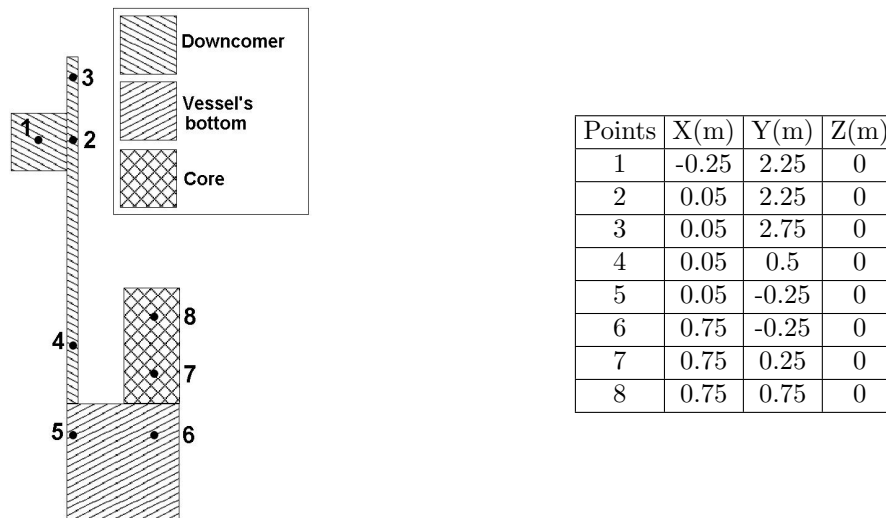 Downcomer
Vessel's
bottom
Core
3
1
2
8
4
7
5
6
Points X(m) Y(m) Z(m)
1 -0.25 2.25 0
2 0.05 2.25 0
3 0.05 2.75 0
4 0.05 0.5 0
5 0.05 -0.25 0
6 0.75 -0.25 0
7 0.75 0.25 0
8 0.75 0.75 0